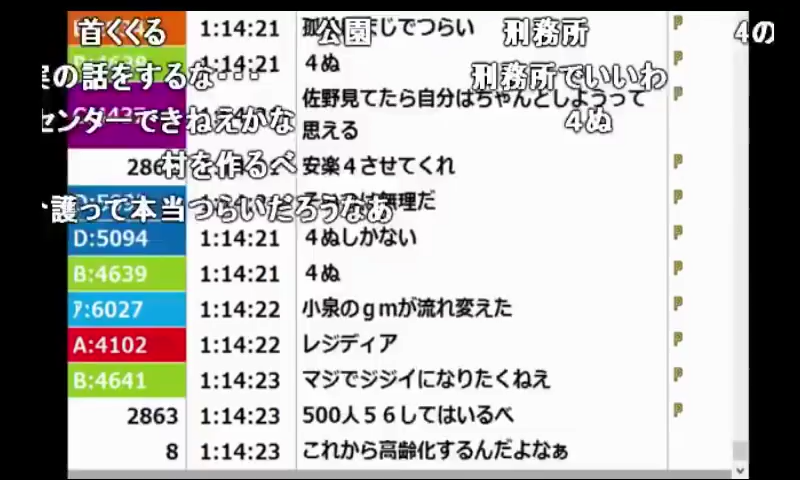 首くくる
1:14:21
公園
じでつらい
刑務所
4の
1:14:21
4ぬ
実の話をするな・・・
刑務所でいいわ
佐野見てたら自分はちゃんとしようって
思える
センターできねえかな
4ぬ
村を作るべ
安楽4させてくれ
護って本当つらいだろうなあ
無理だ
D:5094 1:14:21 4ぬしかない
B:4639 1:14:21 4ぬ
ｱ:6027 1:14:22 小泉のgmが流れ変えた
A:4102 1:14:22 レジディア
B:4641 1:14:23 マジでジジイになりたくねえ
2863 1:14:23 500人56してはいるべ
8 1:14:23 これから高齢化するんだよなぁ